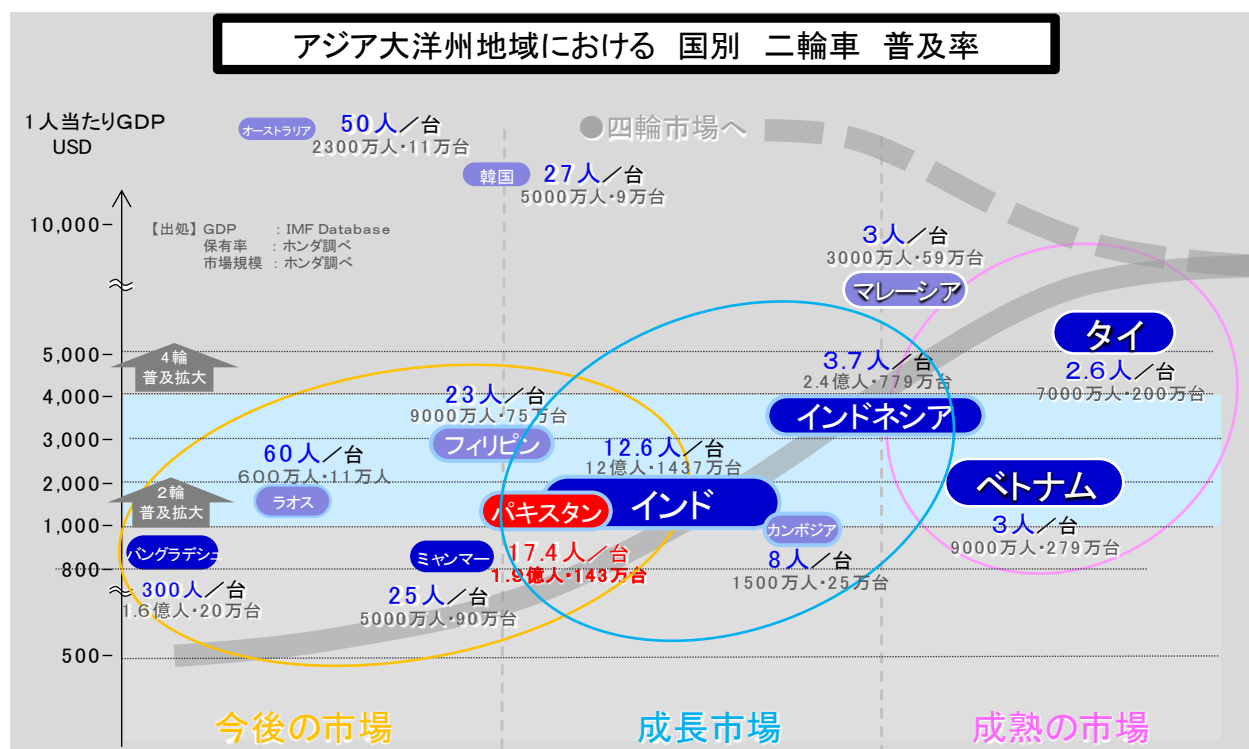 アジア大洋州地域における 国別 二輪車 普及率
1人当たりGDP
USD
オーストラリア
50人／台
2300万人・11万台
●四輪市場へ
韓国
27人／台
5000万人・9万台
10,000
【出処】GDP : IMF Database
保有率 : ホンダ調べ
市場規模 : ホンダ調べ
3人／台
3000万人・59万台
マレーシア
タイ
2.6人／台
7000万人・200万台
5,000
4輪
普及拡大
3.7人／台
2.4億人・779万台
インドネシア
4,000
23人／台
9000万人・75万台
フィリピン
3,000
60人／台
600万人・11万人
ラオス
12.6人／台
12億人・1437万台
インド
2,000
2輪
普及拡大
パキスタン
17.4人／台
1.9億人・143万台
ベトナム
3人／台
9000万人・279万台
1,000
カンボジア
8人／台
1500万人・25万台
バングラデシュ
300人／台
1.6億人・20万台
ミャンマー
25人／台
5000万人・90万台
800
500
今後の市場
成長市場
成熟の市場